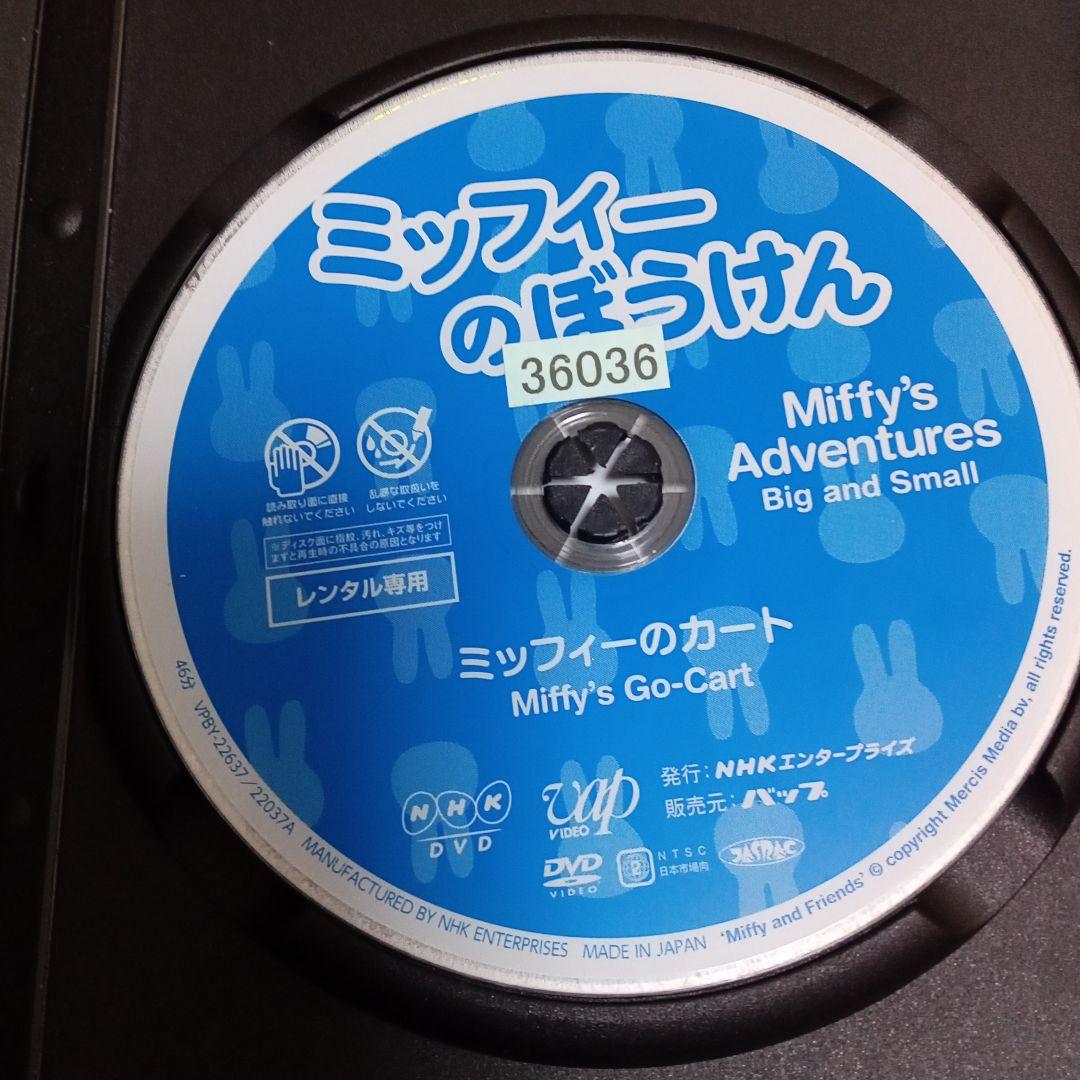 ミッフィー
のぼうけん
36036
Miffy's
Adventures
Big and Small
読み取り面に直接
触れないでください
乱暴な取扱いを
しないでください
※ディスク面に指紋、汚れ、キズ等をつけ
ますと再生時の不具合の原因となります
レンタル専用
ミッフィーのカート
Miffy's Go-Cart
NHK
DVD
vap
VIDEO
発行:NHKエンタープライズ
販売元:バップ
DVD
VIDEO
2
NTSC
日本市場向
JASRAC
46分 VPBY-22637/22037A MANUFACTURED BY NHK ENTERPRISES MADE IN JAPAN 'Miffy and Friends' © copyright Mercis Media bv, all rights reserved.